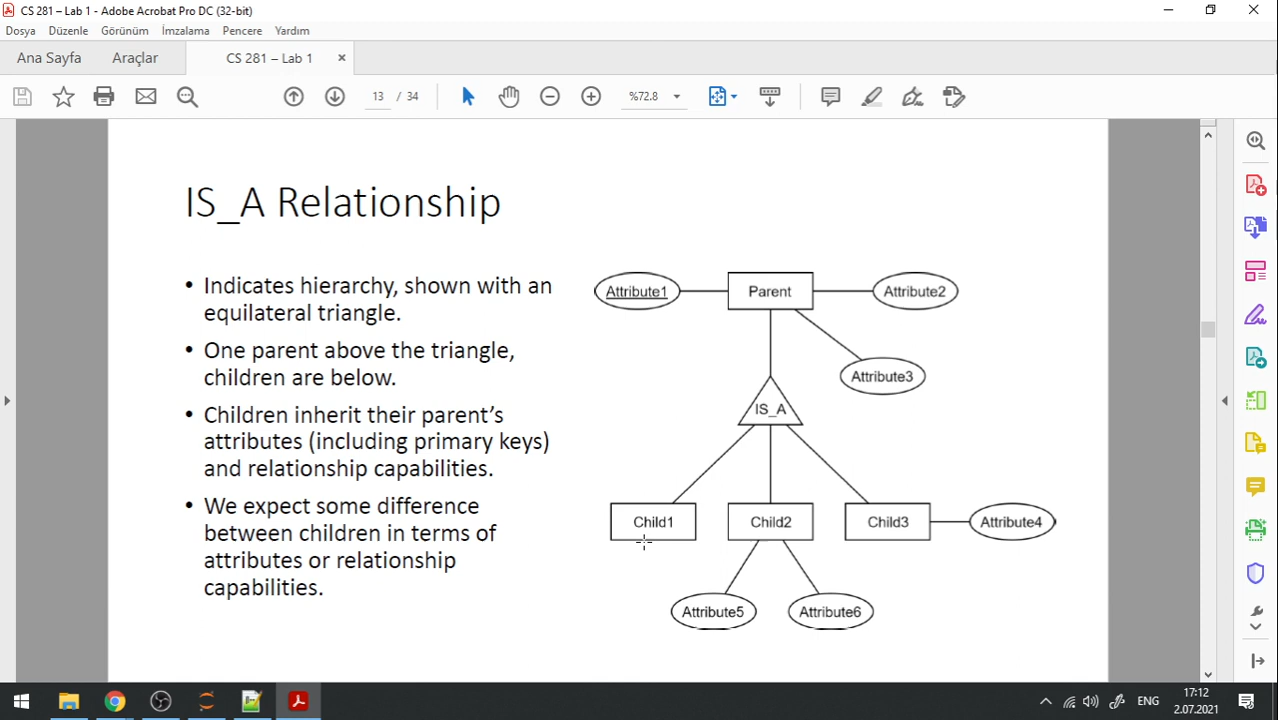 CS 281 – Lab 1 - Adobe Acrobat Pro DC (32-bit)
Dosya Düzenle Görünüm İmzalama Pencere Yardım
Ana Sayfa Araçlar CS 281 – Lab 1 ×
13 / 34 %72.8
IS_A Relationship
• Indicates hierarchy, shown with an
equilateral triangle.
• One parent above the triangle,
children are below.
• Children inherit their parent’s
attributes (including primary keys)
and relationship capabilities.
• We expect some difference
between children in terms of
attributes or relationship
capabilities.
Attribute1 Parent Attribute2
Attribute3
IS_A
Child1 Child2 Child3 Attribute4
Attribute5 Attribute6
ENG 17:12
2.07.2021